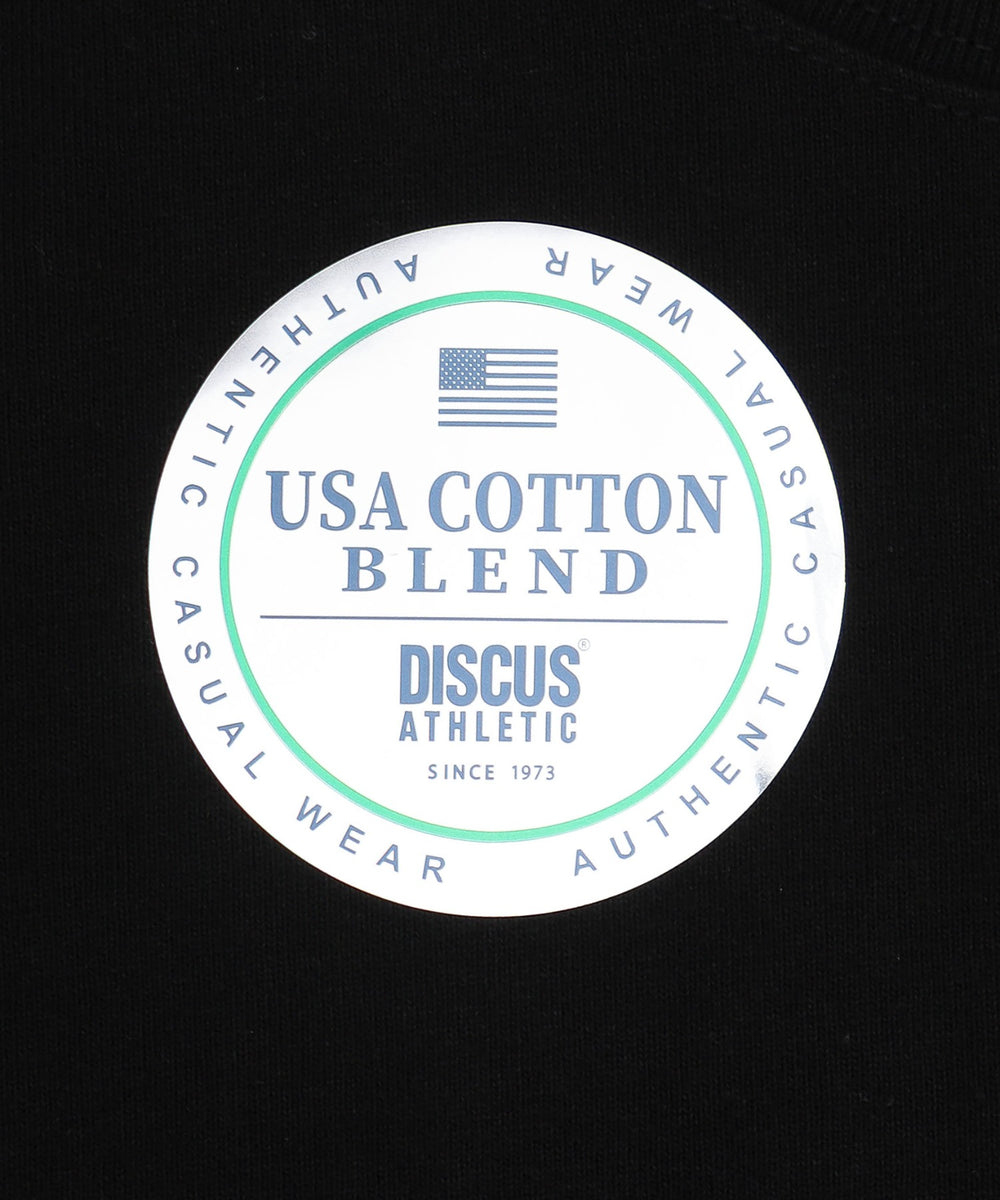 USA COTTON
BLEND
DISCUS®
ATHLETIC
SINCE 1973
AUTHENTIC CASUAL WEAR
AUTHENTIC CASUAL WEAR